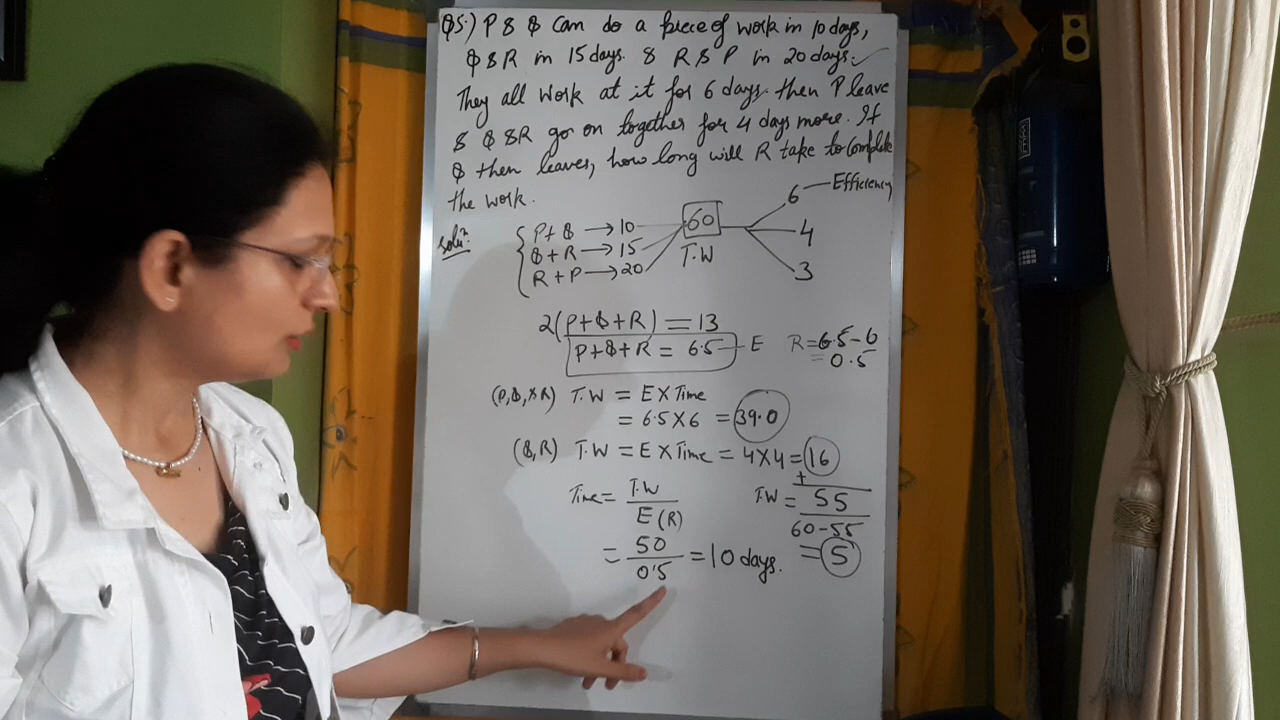 Q5:) P & Q Can do a piece of work in 10 days,
Q & R in 15 days. & R & P in 20 days.
They all work at it for 6 days. then P leave
& Q & R go on together for 4 days more. If
Q then leaves, how long will R take to Complete
the work.
Soluⁿ:
P + Q → 10
Q + R → 15
R + P → 20
60
T.W
6 — Efficiency
4
3
2(P+Q+R) = 13
P+Q+R = 6.5 — E
R = 6.5 - 6
= 0.5
(P,Q,&R) T.W = E X Time
= 6.5 X 6 = 39.0
(Q,R) T.W = E X Time = 4 X 4 = 16
+
Time = T.W / E (R)
T.W = 55
60 - 55
= 5
= 50 / 0.5 = 10 days.